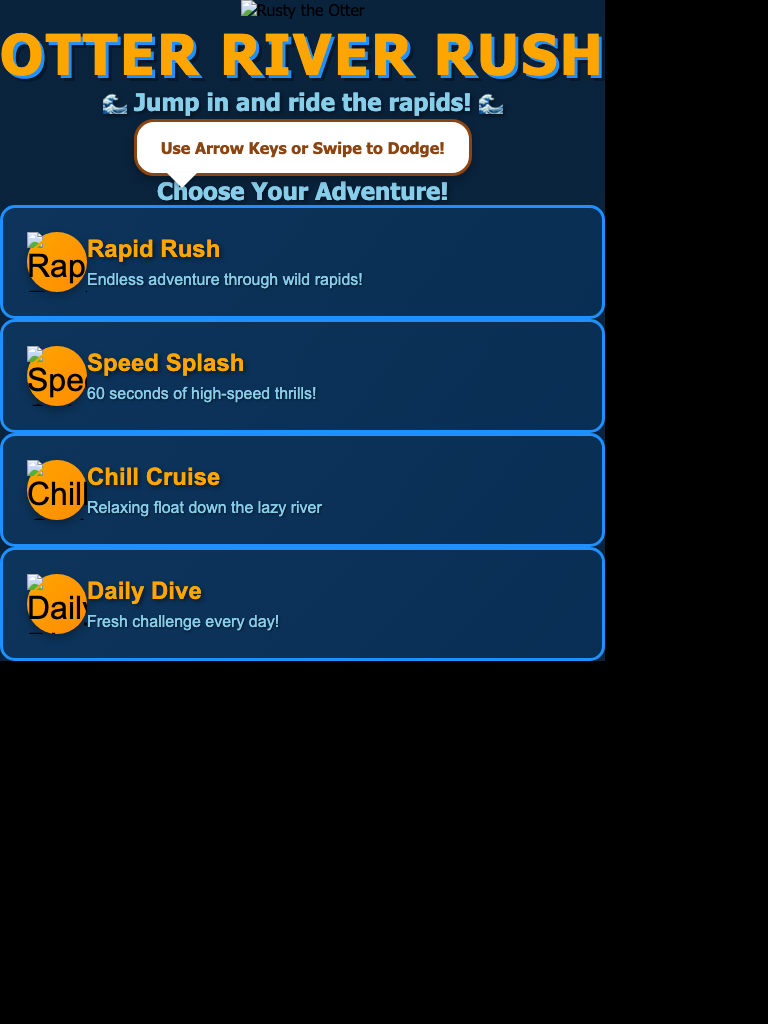 Rusty the Otter
OTTER RIVER RUSH
🌊 Jump in and ride the rapids! 🌊
Use Arrow Keys or Swipe to Dodge!
Choose Your Adventure!
Rap
Rapid Rush
Endless adventure through wild rapids!
Spee
Speed Splash
60 seconds of high-speed thrills!
Chill
Chill Cruise
Relaxing float down the lazy river
Daily
Daily Dive
Fresh challenge every day!